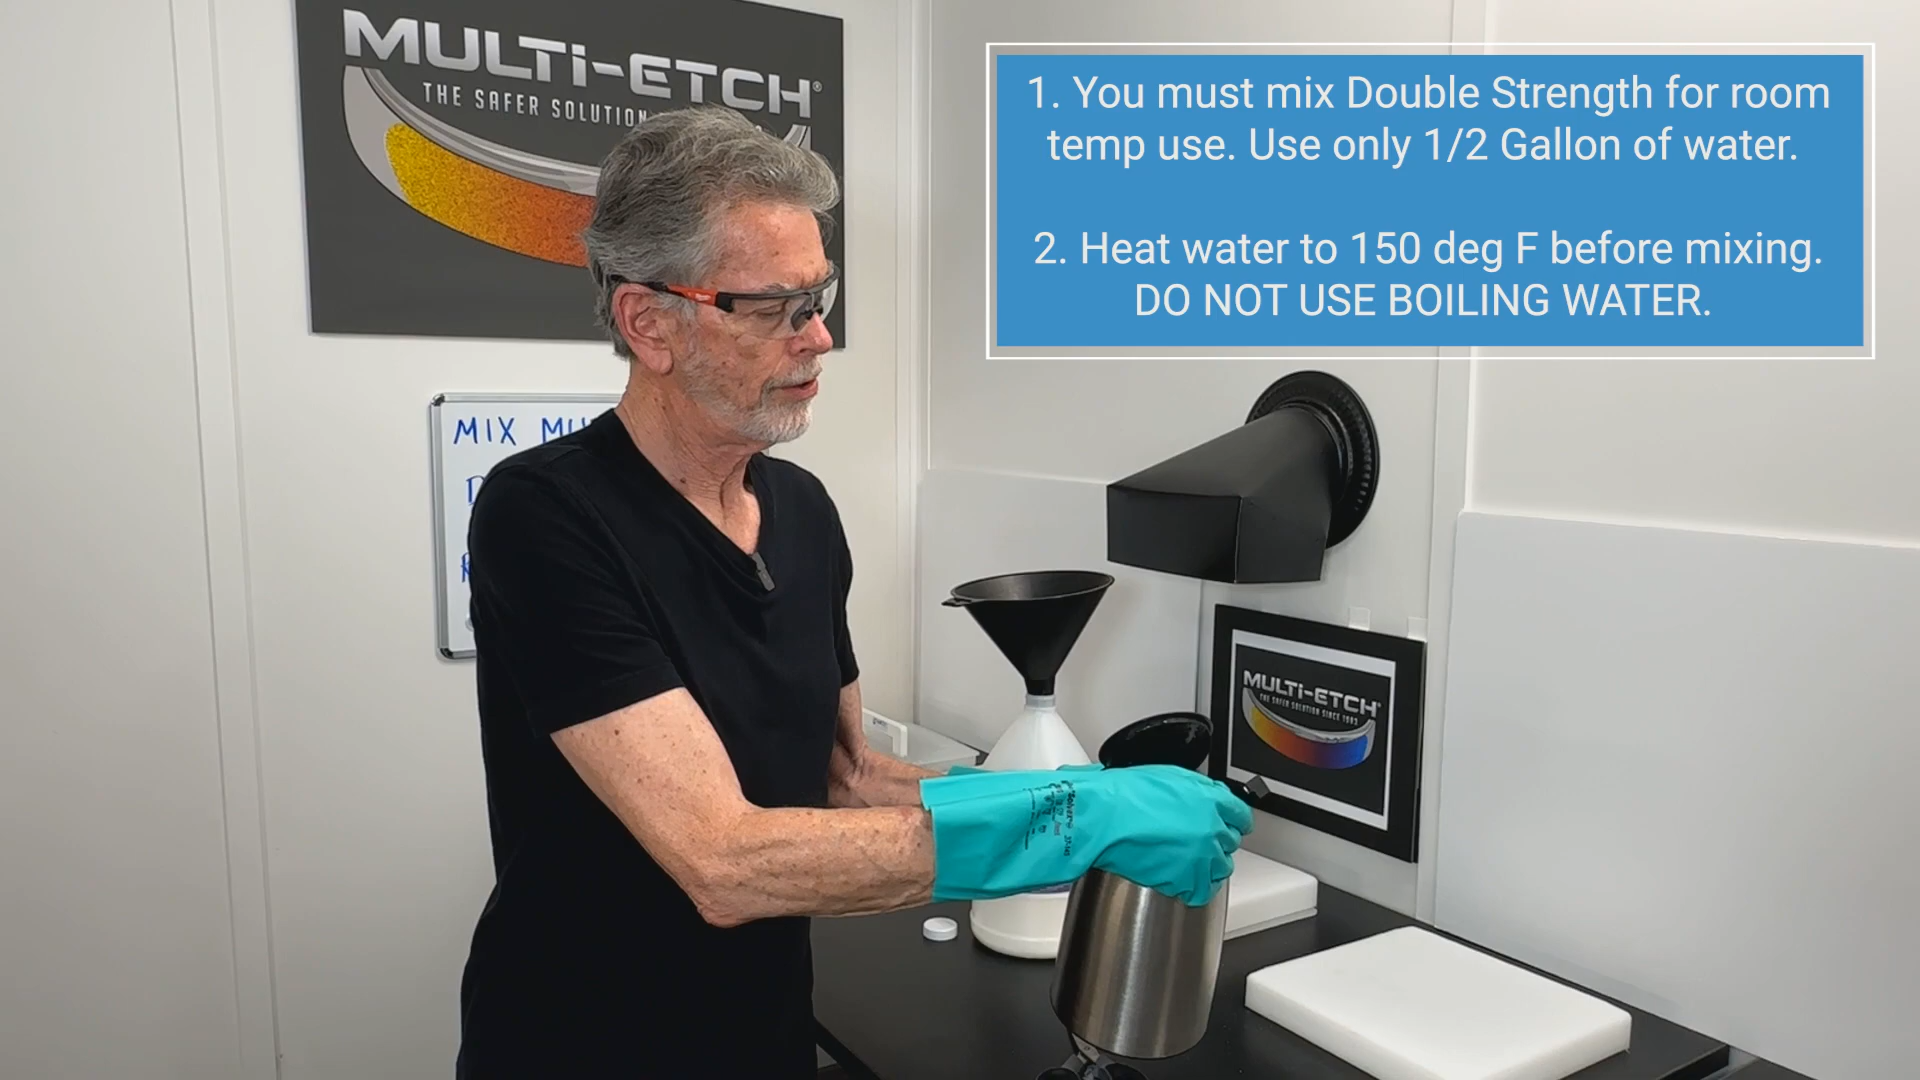 MULTi-ETCH®
THE SAFER SOLUTION
1. You must mix Double Strength for room
temp use. Use only 1/2 Gallon of water.
2. Heat water to 150 deg F before mixing.
DO NOT USE BOILING WATER.
MIX MU
MULTi-ETCH®
THE SAFER SOLUTION SINCE 1993